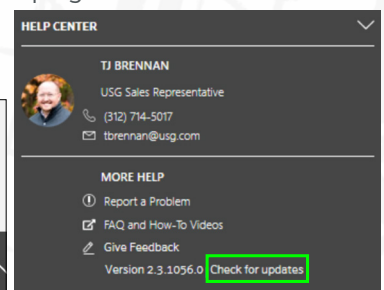 HELP CENTER
TJ BRENNAN
USG Sales Representative
(312) 714-5017
tbrennan@usg.com
MORE HELP
Report a Problem
FAQ and How-To Videos
Give Feedback
Version 2.3.1056.0 Check for updates